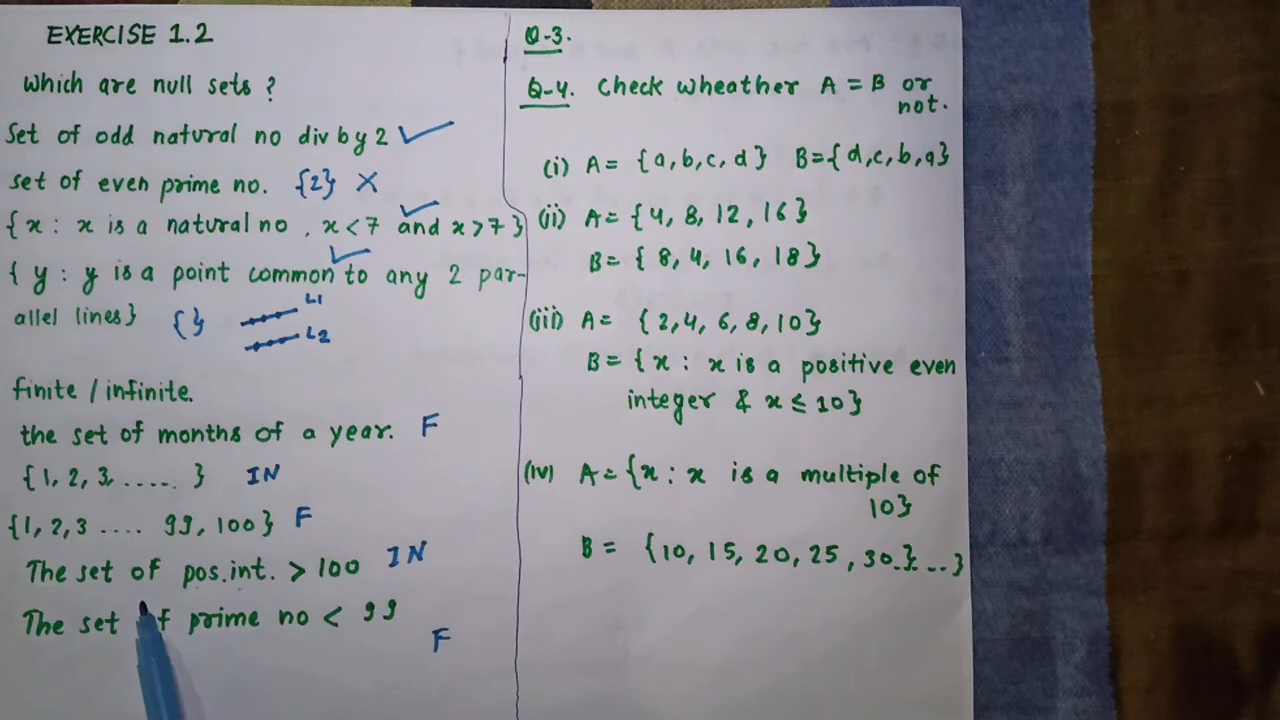 EXERCISE 1.2
Which are null sets ?
Set of odd natural no div by 2 ✓
set of even prime no. {2} X
{ x : x is a natural no , x < 7 and x > 7 } ✓
{ y : y is a point common to any 2 par-
allel lines} {} ✓
L1
L2
finite / infinite.
the set of months of a year. F
{ 1, 2, 3, ..... } IN
{1, 2, 3 .... 99, 100} F
The set of pos. int. > 100 IN
The set of prime no < 99
F
Q-3.
Q-4. Check wheather A = B or
not.
(i) A = {a, b, c, d} B = {d, c, b, a}
(ii) A = {4, 8, 12, 16}
B = { 8, 4, 16, 18}
(iii) A = { 2, 4, 6, 8, 10}
B = { x : x is a positive even
integer & x ≤ 10}
(iv) A = {x : x is a multiple of
10}
B = {10, 15, 20, 25, 30 ....}